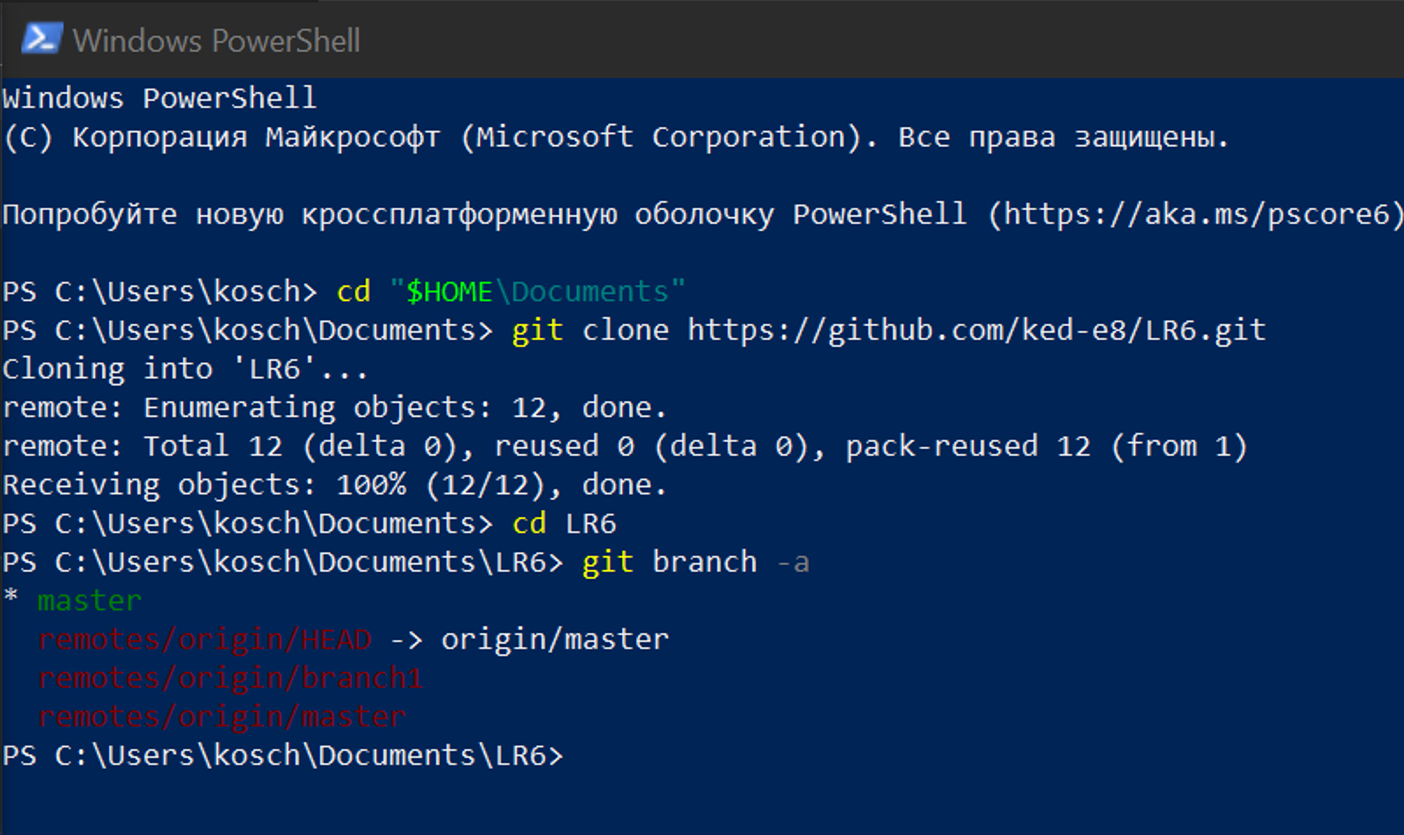 Windows PowerShell
Windows PowerShell
(C) Корпорация Майкрософт (Microsoft Corporation). Все права защищены.
Попробуйте новую кроссплатформенную оболочку PowerShell (https://aka.ms/pscore6)
PS C:\Users\kosch> cd "$HOME\Documents"
PS C:\Users\kosch\Documents> git clone https://github.com/ked-e8/LR6.git
Cloning into 'LR6'...
remote: Enumerating objects: 12, done.
remote: Total 12 (delta 0), reused 0 (delta 0), pack-reused 12 (from 1)
Receiving objects: 100% (12/12), done.
PS C:\Users\kosch\Documents> cd LR6
PS C:\Users\kosch\Documents\LR6> git branch -a
* master
  remotes/origin/HEAD -> origin/master
  remotes/origin/branch1
  remotes/origin/master
PS C:\Users\kosch\Documents\LR6>